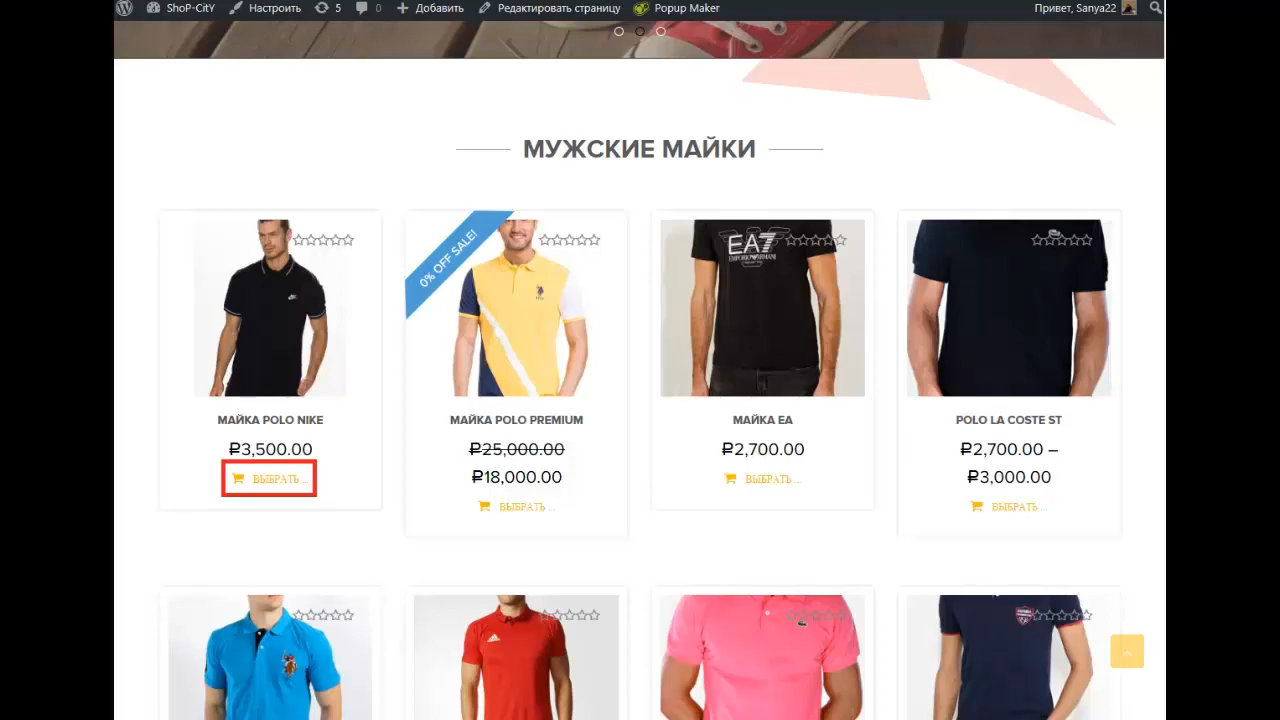 ShoP-CitY Настроить 5 0 Добавить Редактировать страницу Popup Maker Привет, Sanya22
МУЖСКИЕ МАЙКИ
0% OFF SALE!
EA7
EMPORIO ARMANI
МАЙКА POLO NIKE
₽3,500.00
ВЫБРАТЬ ...
МАЙКА POLO PREMIUM
₽25,000.00
₽18,000.00
ВЫБРАТЬ ...
МАЙКА EA
₽2,700.00
ВЫБРАТЬ ...
POLO LA COSTE ST
₽2,700.00 –
₽3,000.00
ВЫБРАТЬ ...